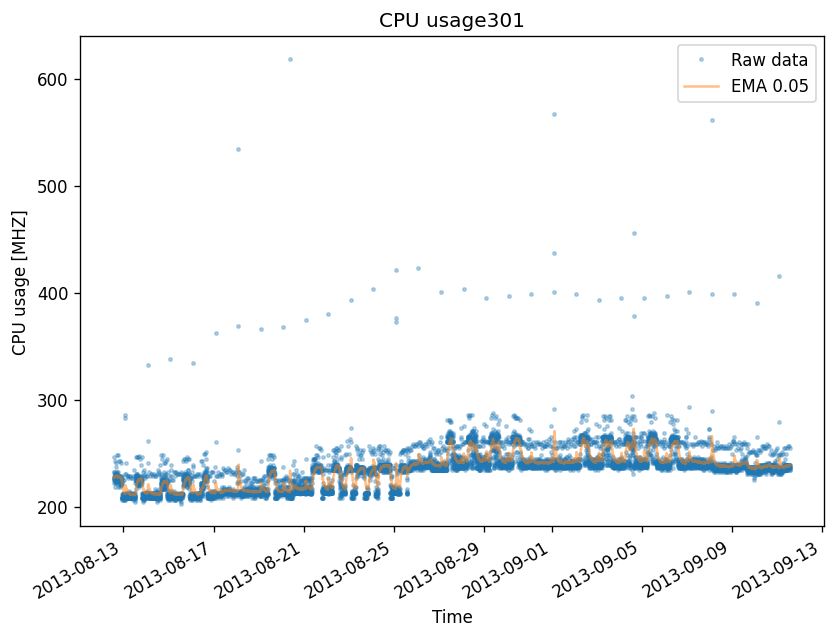 CPU usage301
Raw data
EMA 0.05
CPU usage [MHZ]
600
500
400
300
200
2013-08-13
2013-08-17
2013-08-21
2013-08-25
2013-08-29
2013-09-01
2013-09-05
2013-09-09
2013-09-13
Time